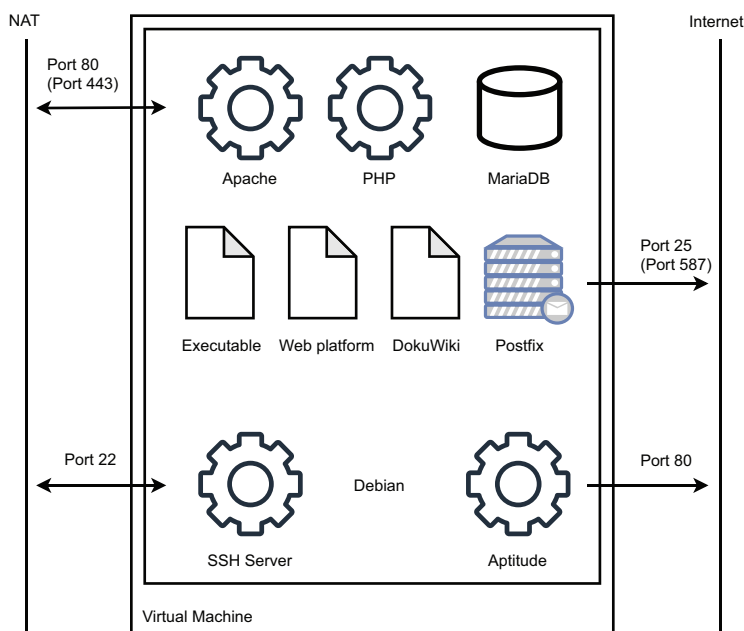 NAT
Internet
Port 80
(Port 443)
Apache
PHP
MariaDB
Port 25
(Port 587)
Executable
Web platform
DokuWiki
Postfix
Port 22
Debian
Port 80
SSH Server
Aptitude
Virtual Machine